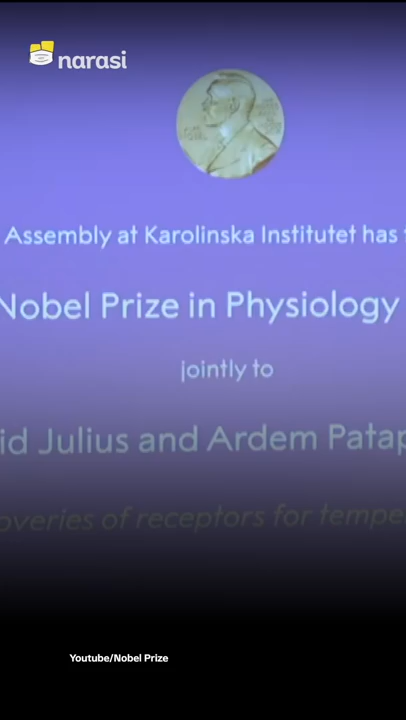 narasi
Assembly at Karolinska Institutet has
Nobel Prize in Physiology
jointly to
id Julius and Ardem Patap
overies of receptors for tempe
Youtube/Nobel Prize